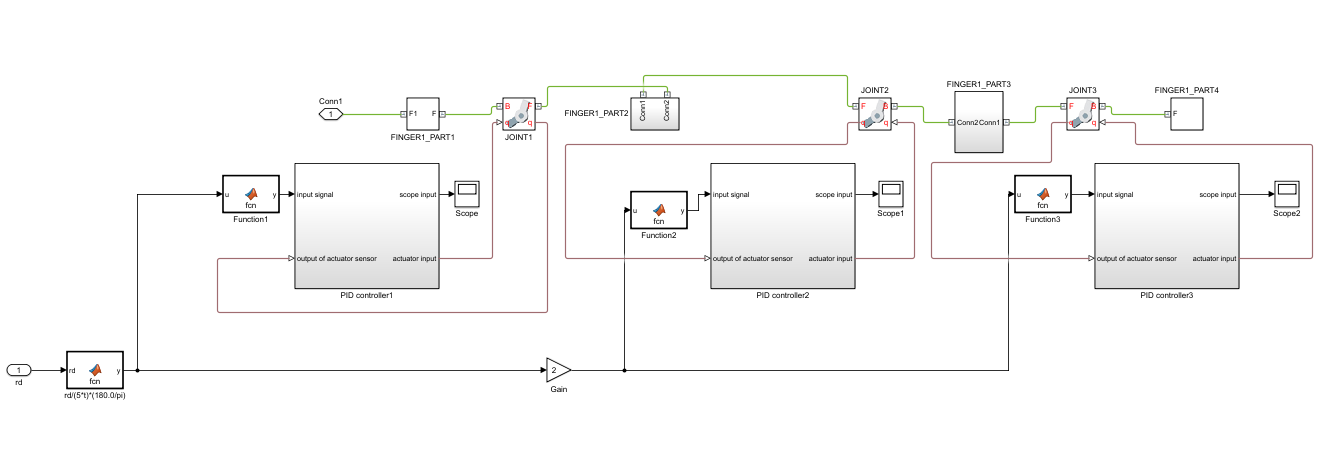 Conn1
1
F1 F
FINGER1_PART1
B F
q q
JOINT1
FINGER1_PART2
Conn1
Conn2
JOINT2
F B
q q
FINGER1_PART3
Conn2 Conn1
JOINT3
F B
q q
FINGER1_PART4
F
u y
fcn
Function1
input signal
scope input
output of actuator sensor
actuator input
PID controller1
Scope
u y
fcn
Function2
input signal
scope input
output of actuator sensor
actuator input
PID controller2
Scope1
u y
fcn
Function3
input signal
scope input
output of actuator sensor
actuator input
PID controller3
Scope2
1
rd
rd y
fcn
rd/(5*t)*(180.0/pi)
2
Gain